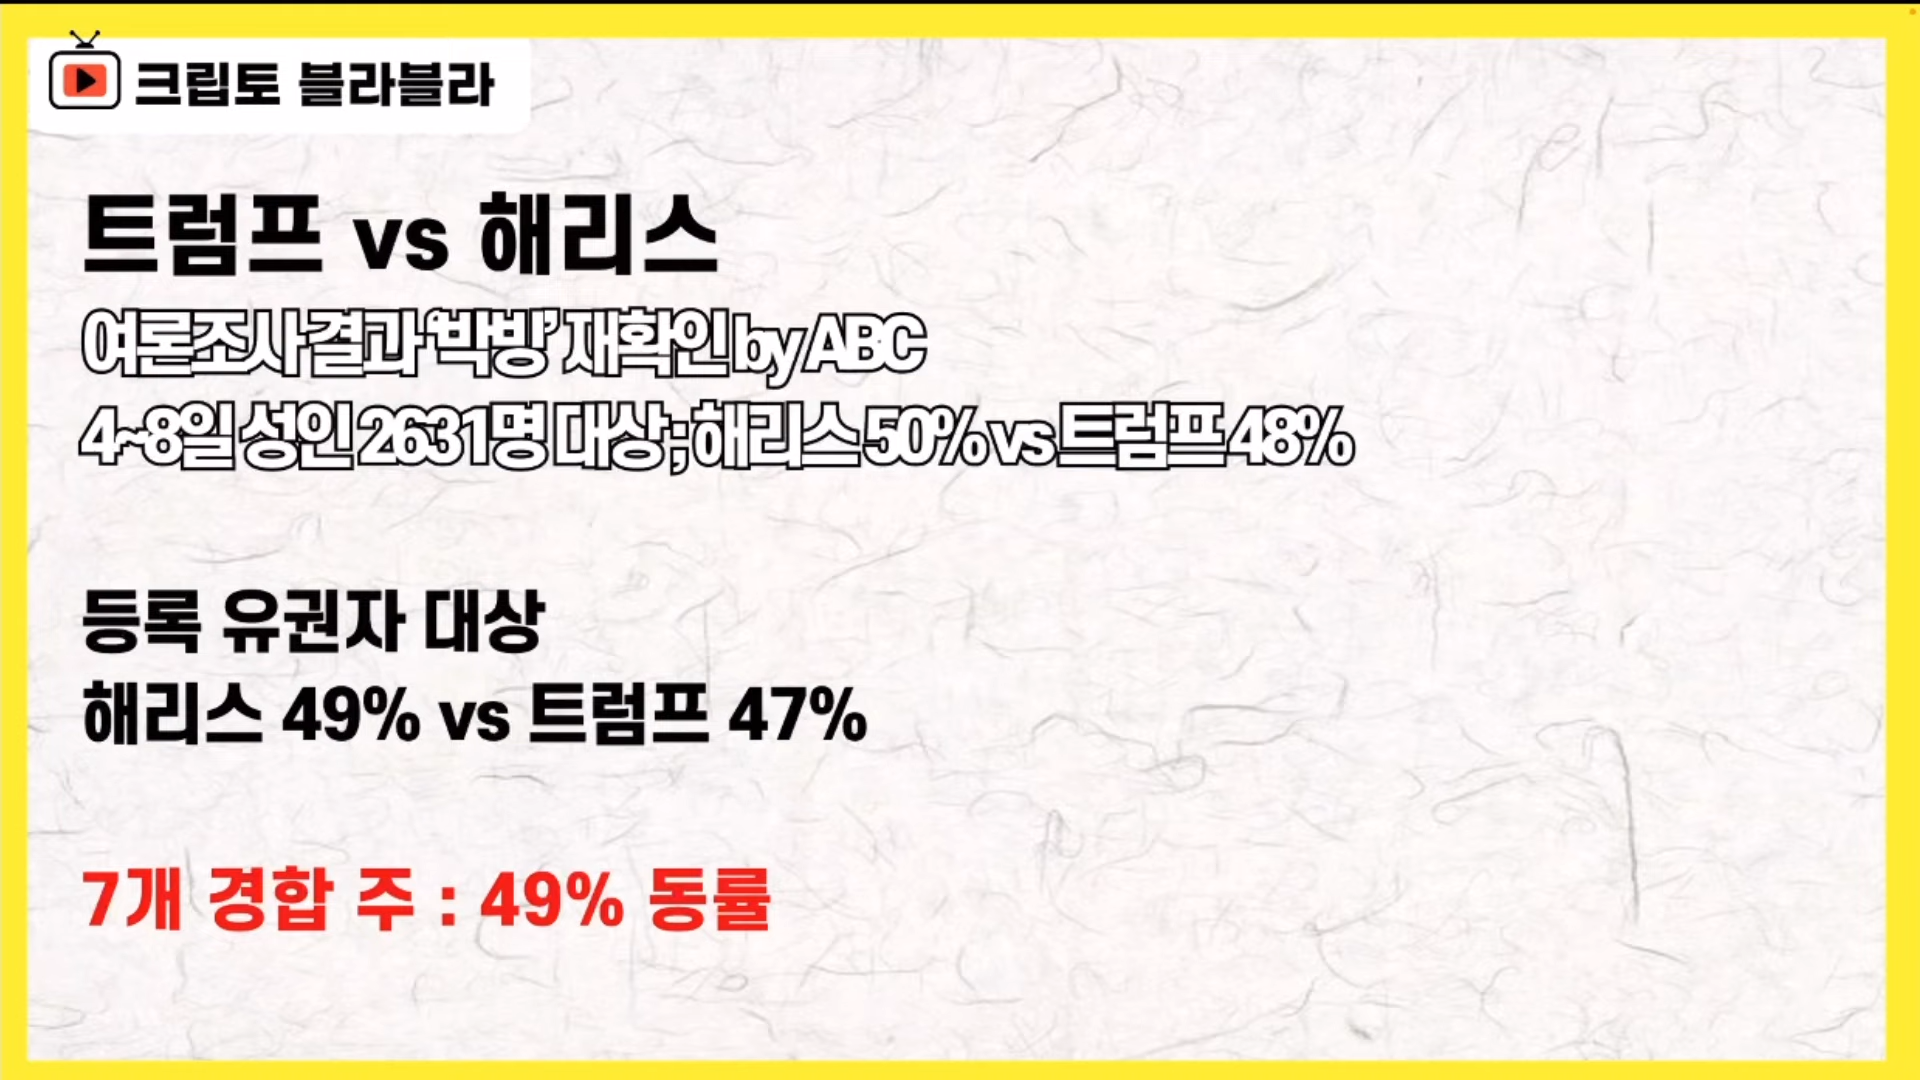 크립토 블라블라
트럼프 vs 해리스
여론조사 결과 '박빙' 재확인 by ABC
4~8일 성인 2631명 대상 ; 해리스 50% vs 트럼프 48%
등록 유권자 대상
해리스 49% vs 트럼프 47%
7개 경합 주 : 49% 동률